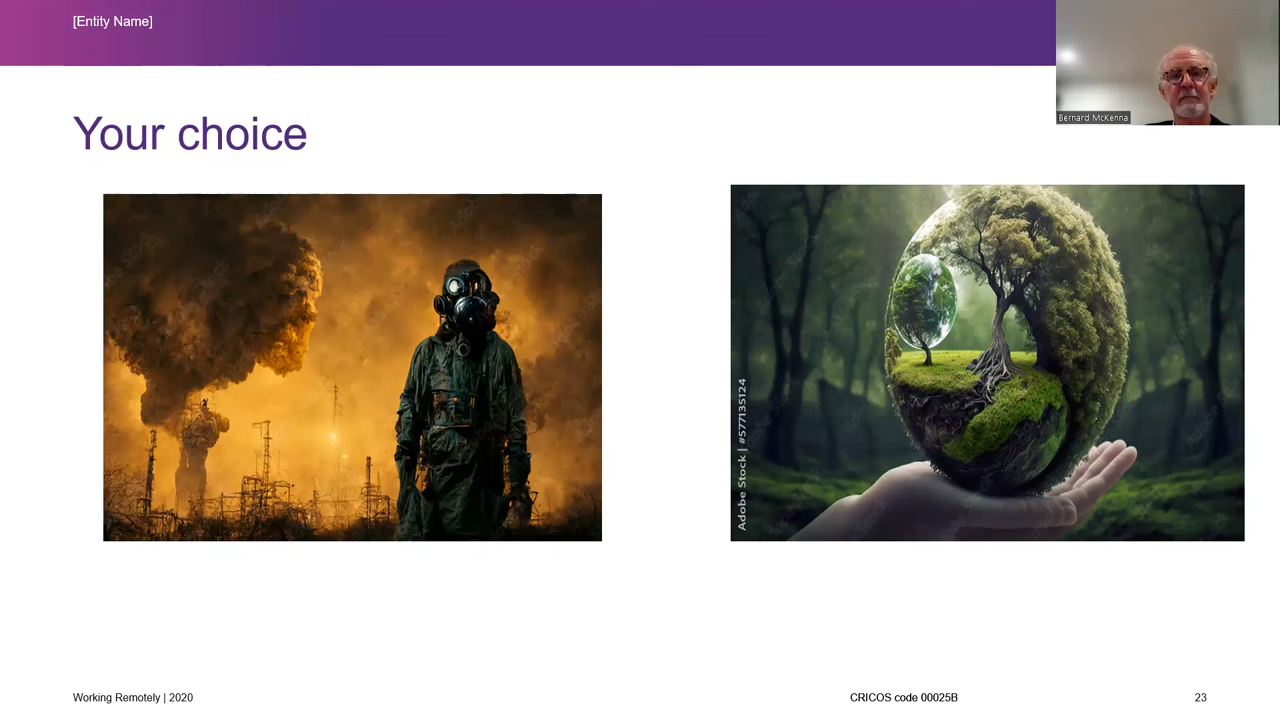 [Entity Name]
Bernard McKenna
Your choice
Adobe Stock | #577135124
Working Remotely | 2020
CRICOS code 00025B
23